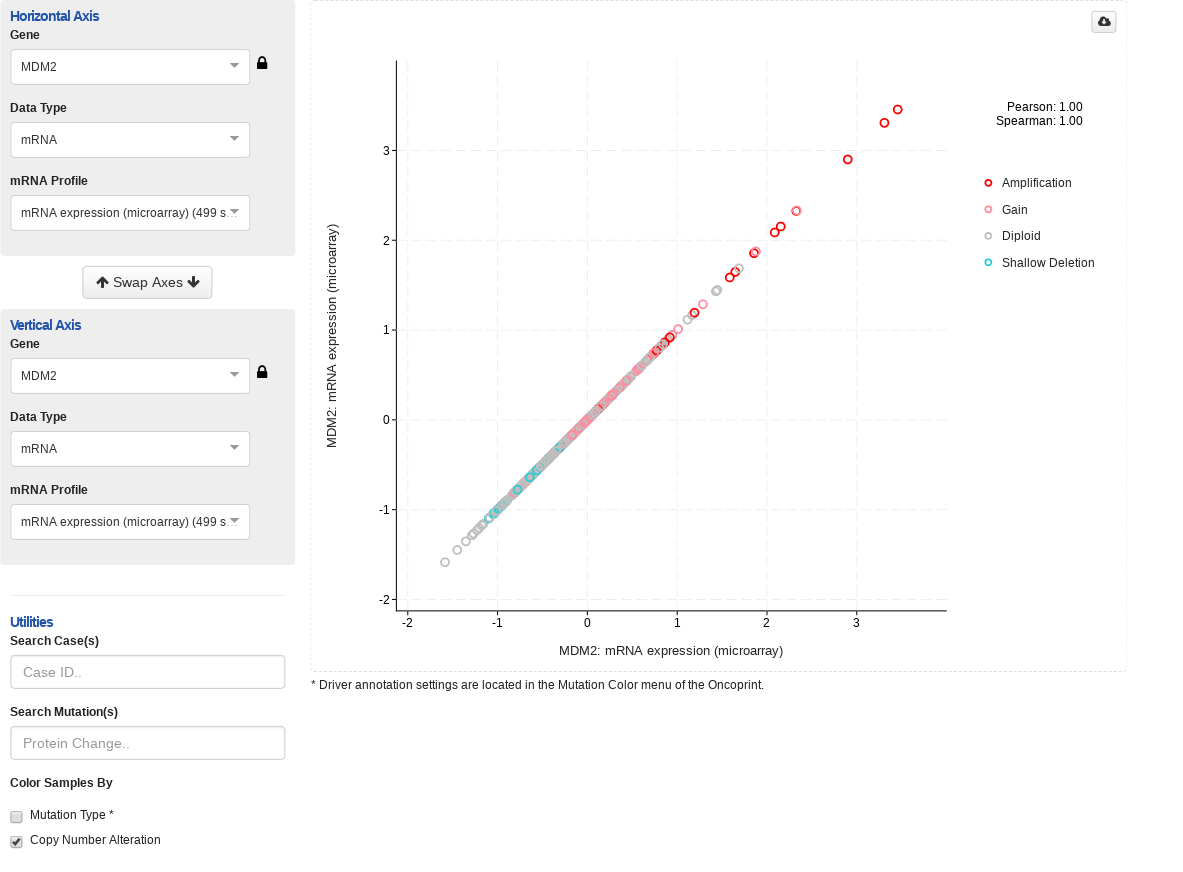 Horizontal Axis
Gene
MDM2
Data Type
mRNA
mRNA Profile
mRNA expression (microarray) (499 s...
Swap Axes
Vertical Axis
Gene
MDM2
Data Type
mRNA
mRNA Profile
mRNA expression (microarray) (499 s...
Utilities
Search Case(s)
Case ID..
Search Mutation(s)
Protein Change..
Color Samples By
Mutation Type *
Copy Number Alteration
MDM2: mRNA expression (microarray)
3
2
1
0
-1
-2
-2 -1 0 1 2 3
MDM2: mRNA expression (microarray)
Pearson: 1.00
Spearman: 1.00
Amplification
Gain
Diploid
Shallow Deletion
* Driver annotation settings are located in the Mutation Color menu of the Oncoprint.